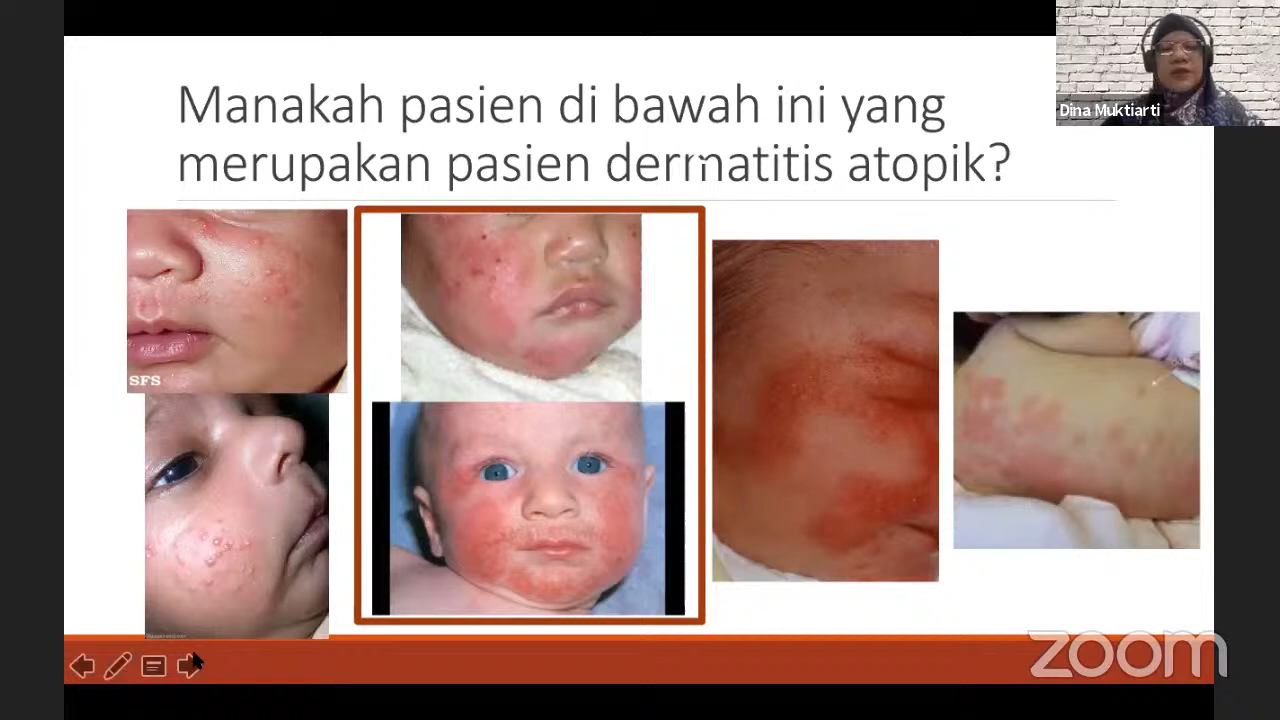 Manakah pasien di bawah ini yang
merupakan pasien dermatitis atopik?
Dina Muktiarti
SFS
zoom